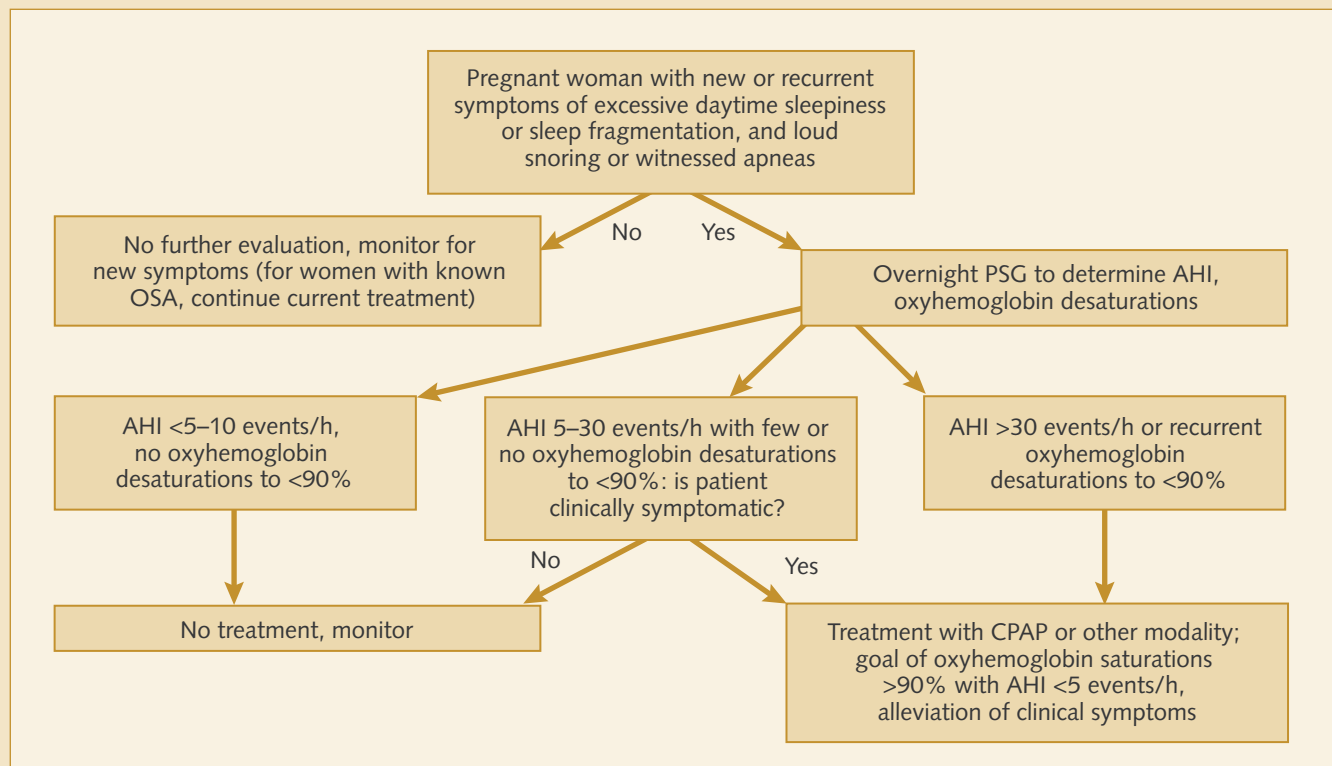 Pregnant woman with new or recurrent
symptoms of excessive daytime sleepiness
or sleep fragmentation, and loud
snoring or witnessed apneas
No
Yes
No further evaluation, monitor for
new symptoms (for women with known
OSA, continue current treatment)
Overnight PSG to determine AHI,
oxyhemoglobin desaturations
AHI <5–10 events/h,
no oxyhemoglobin
desaturations to <90%
AHI 5–30 events/h with few or
no oxyhemoglobin desaturations
to <90%: is patient
clinically symptomatic?
AHI >30 events/h or recurrent
oxyhemoglobin
desaturations to <90%
No
Yes
No treatment, monitor
Treatment with CPAP or other modality;
goal of oxyhemoglobin saturations
>90% with AHI <5 events/h,
alleviation of clinical symptoms